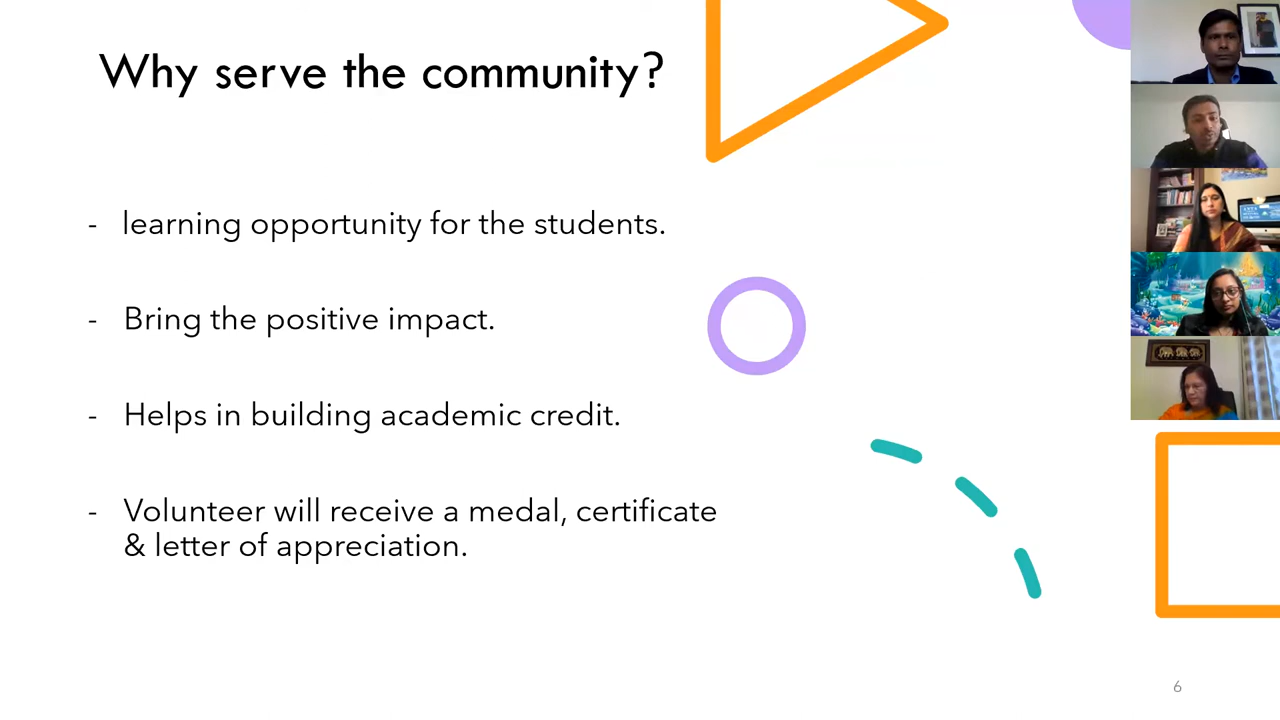 Why serve the community?
- learning opportunity for the students.
- Bring the positive impact.
- Helps in building academic credit.
- Volunteer will receive a medal, certificate
& letter of appreciation.
6